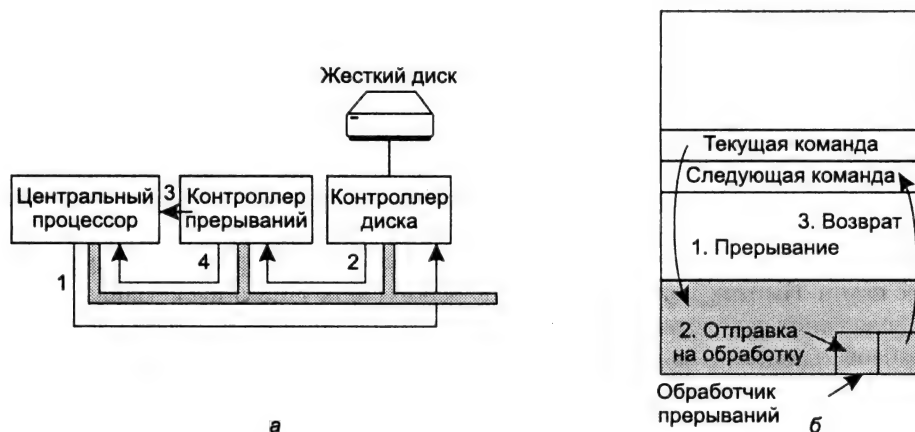 Жесткий диск
Центральный
процессор
3
Контроллер
прерываний
Контроллер
диска
1
4
2
а
Текущая команда
Следующая команда
3. Возврат
1. Прерывание
2. Отправка
на обработку
Обработчик
прерываний
б